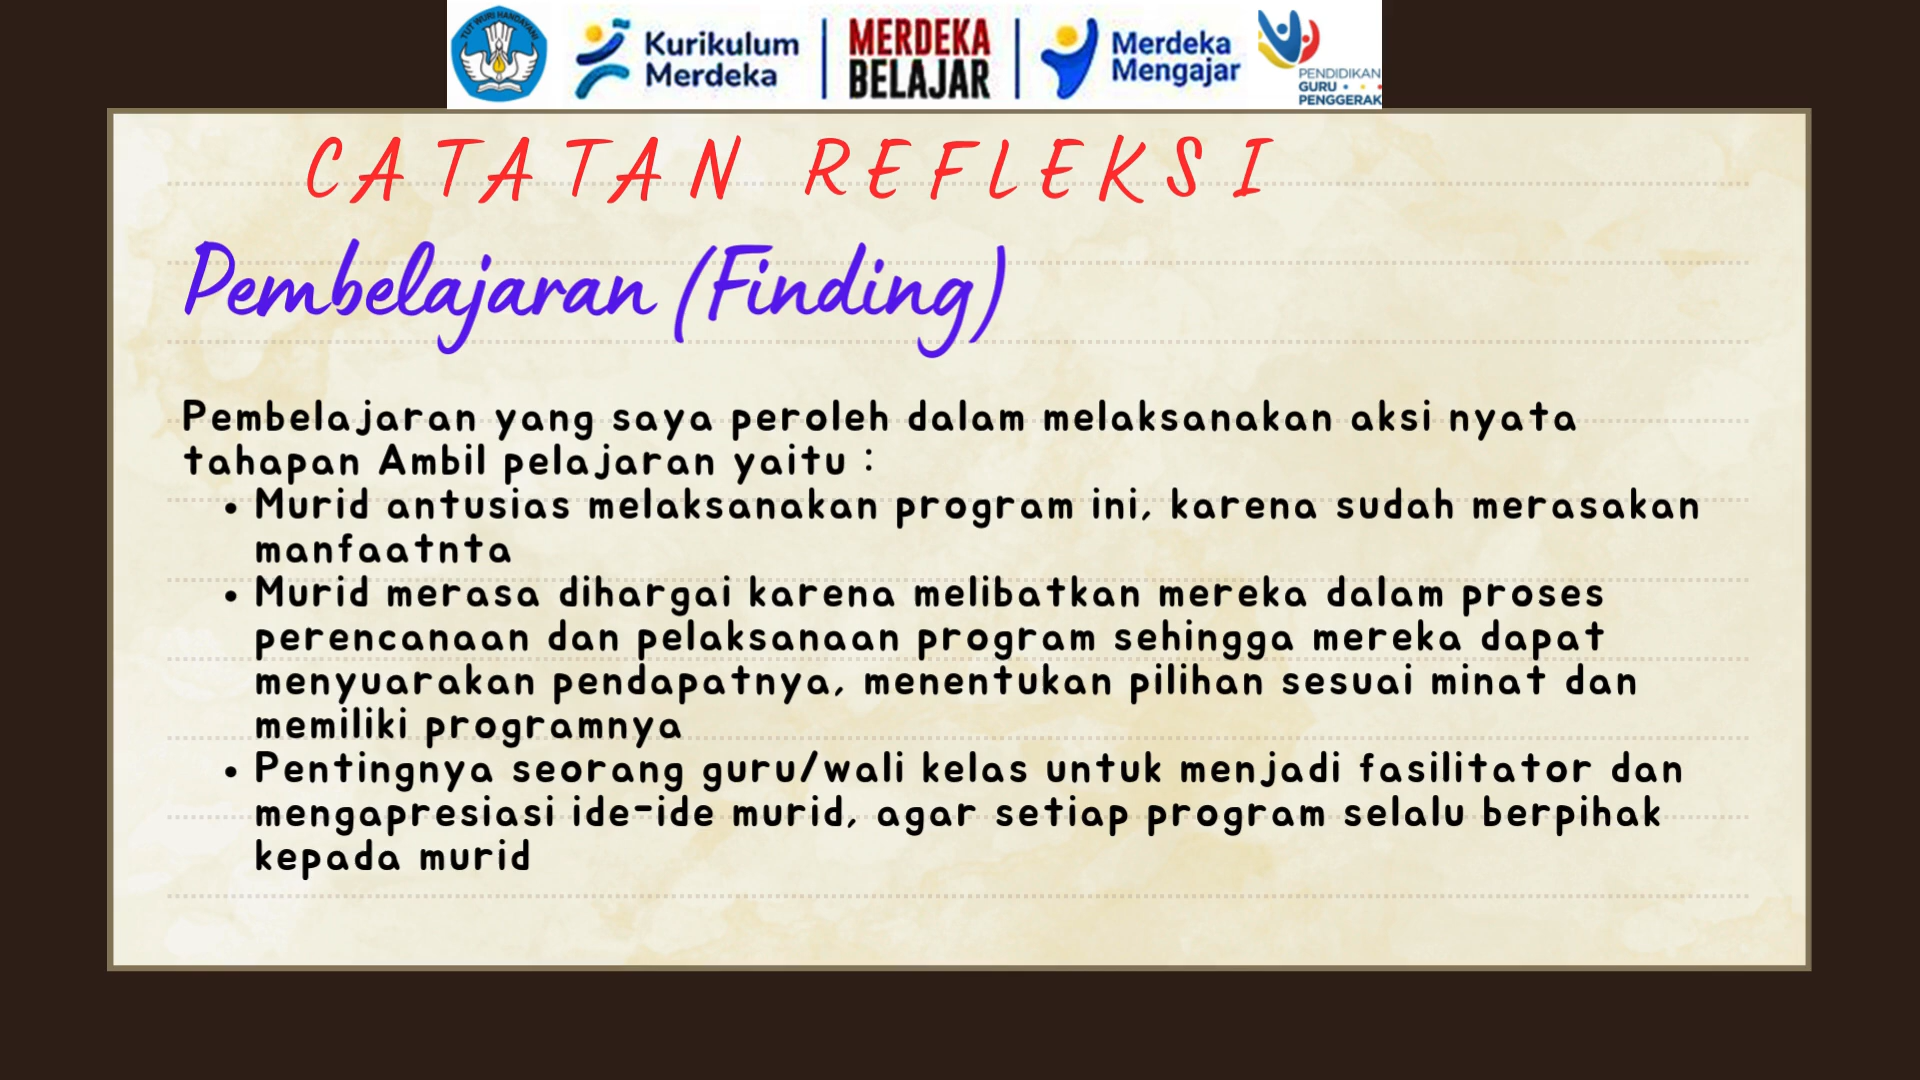 TUT WURI HANDAYANI
Kurikulum
Merdeka
MERDEKA
BELAJAR
Merdeka
Mengajar
PENDIDIKAN
GURU
PENGGERAK
CATATAN REFLEKSI
Pembelajaran (Finding)
Pembelajaran yang saya peroleh dalam melaksanakan aksi nyata
tahapan Ambil pelajaran yaitu :
• Murid antusias melaksanakan program ini, karena sudah merasakan
manfaatnta
• Murid merasa dihargai karena melibatkan mereka dalam proses
perencanaan dan pelaksanaan program sehingga mereka dapat
menyuarakan pendapatnya, menentukan pilihan sesuai minat dan
memiliki programnya
• Pentingnya seorang guru/wali kelas untuk menjadi fasilitator dan
mengapresiasi ide-ide murid, agar setiap program selalu berpihak
kepada murid